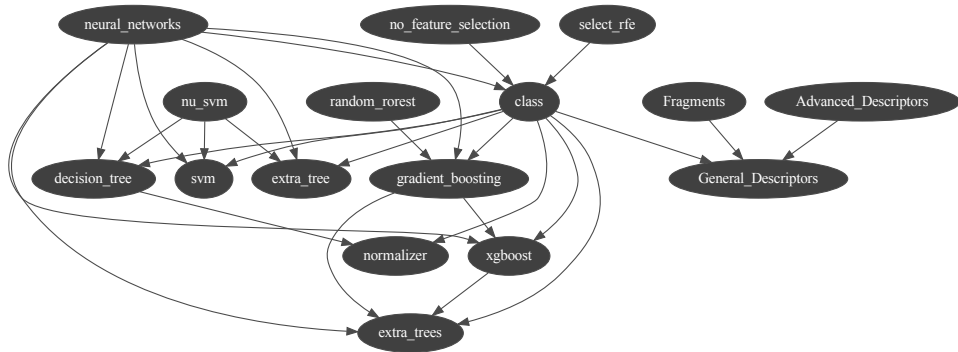 neural_networks
no_feature_selection
select_rfe
nu_svm
random_rorest
class
Fragments
Advanced_Descriptors
decision_tree
svm
extra_tree
gradient_boosting
General_Descriptors
normalizer
xgboost
extra_trees